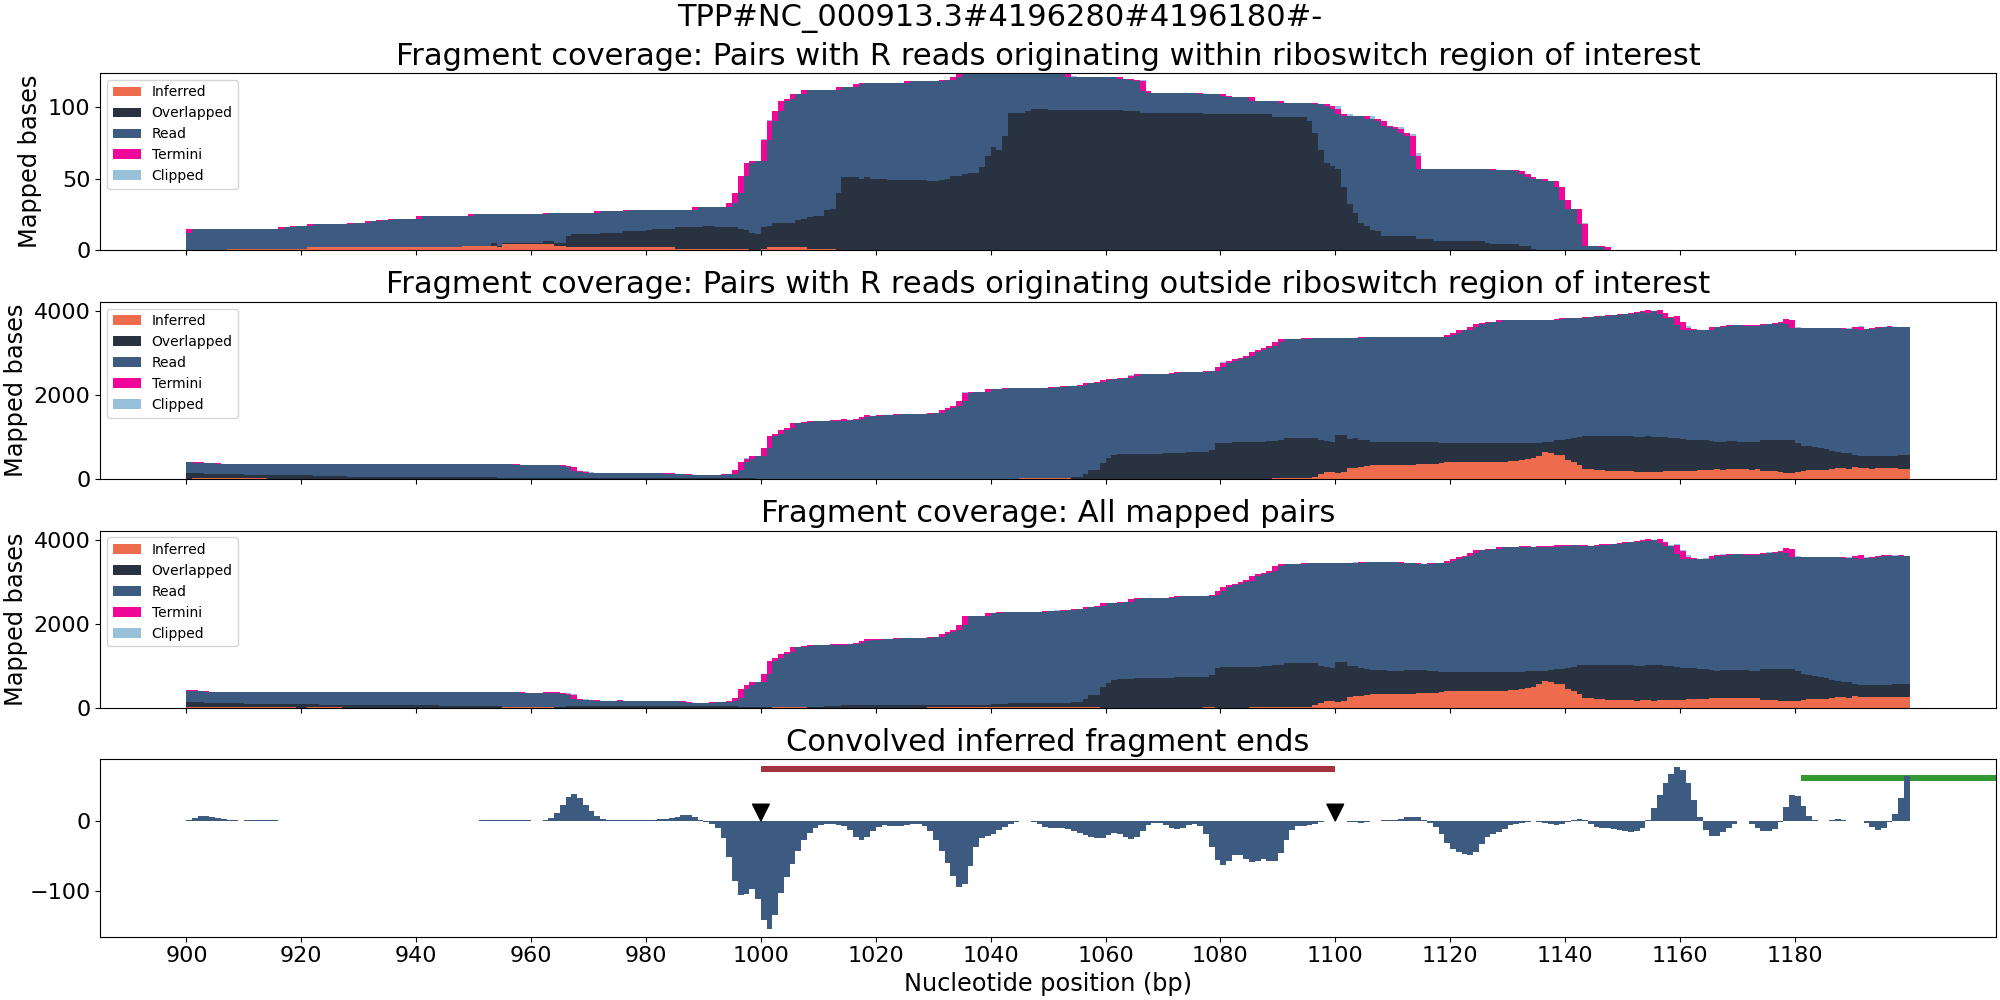 TPP#NC_000913.3#4196280#4196180#-
Fragment coverage: Pairs with R reads originating within riboswitch region of interest
Mapped bases
100
50
0
Inferred
Overlapped
Read
Termini
Clipped
Fragment coverage: Pairs with R reads originating outside riboswitch region of interest
Mapped bases
4000
2000
0
Inferred
Overlapped
Read
Termini
Clipped
Fragment coverage: All mapped pairs
Mapped bases
4000
2000
0
Inferred
Overlapped
Read
Termini
Clipped
Convolved inferred fragment ends
0
−100
900 920 940 960 980 1000 1020 1040 1060 1080 1100 1120 1140 1160 1180
Nucleotide position (bp)